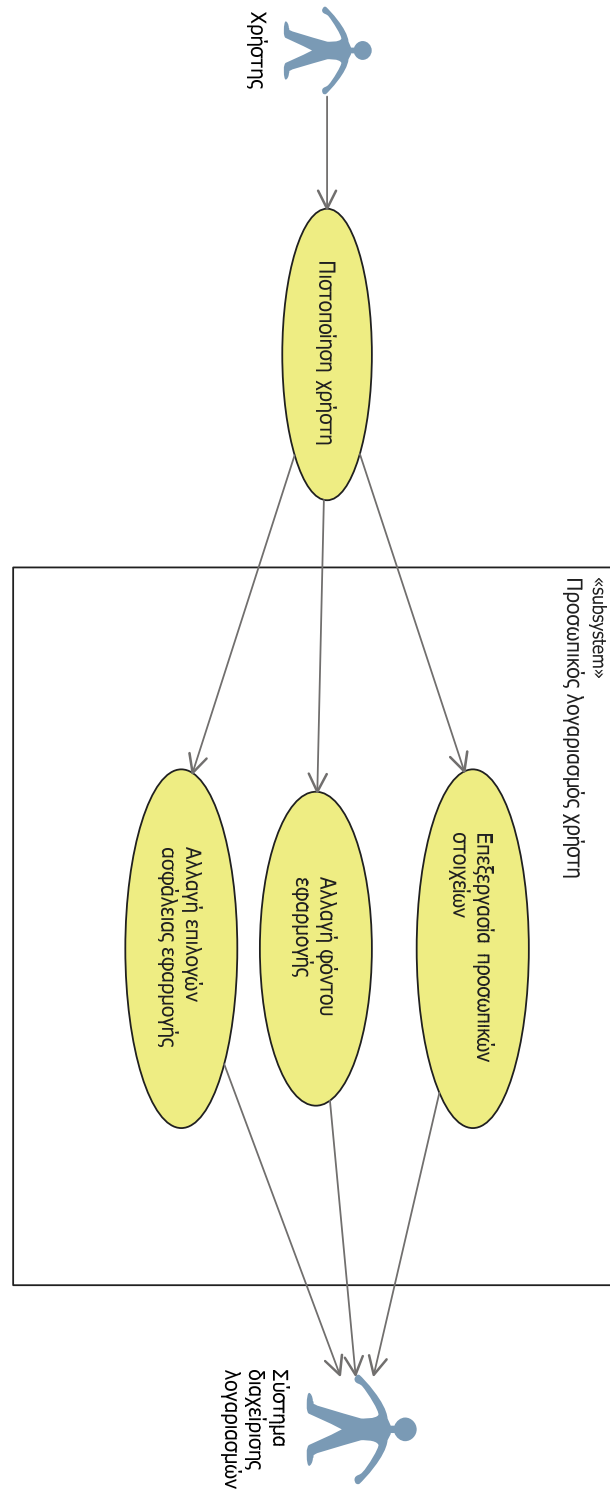 «subsystem»
Προσωπικός λογαριασμός χρήστη
Χρήστης
Πιστοποίηση χρήστη
Επεξεργασία προσωπικών
στοιχείων
Αλλαγή φόντου
εφαρμογής
Αλλαγή επιλογών
ασφάλειας εφαρμογής
Σύστημα
διαχείρισης
λογαριασμών